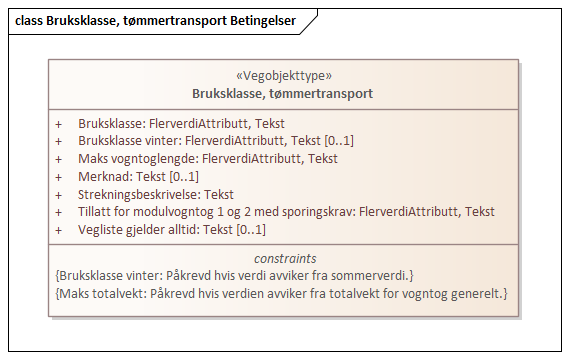 class Bruksklasse, tømmertransport Betingelser
«Vegobjekttype»
Bruksklasse, tømmertransport
+ Bruksklasse: FlerverdiAttributt, Tekst
+ Bruksklasse vinter: FlerverdiAttributt, Tekst [0..1]
+ Maks vogntoglengde: FlerverdiAttributt, Tekst
+ Merknad: Tekst [0..1]
+ Strekningsbeskrivelse: Tekst
+ Tillatt for modulvogntog 1 og 2 med sporingskrav: FlerverdiAttributt, Tekst
+ Vegliste gjelder alltid: Tekst [0..1]
constraints
{Bruksklasse vinter: Påkrevd hvis verdi avviker fra sommerverdi.}
{Maks totalvekt: Påkrevd hvis verdien avviker fra totalvekt for vogntog generelt.}